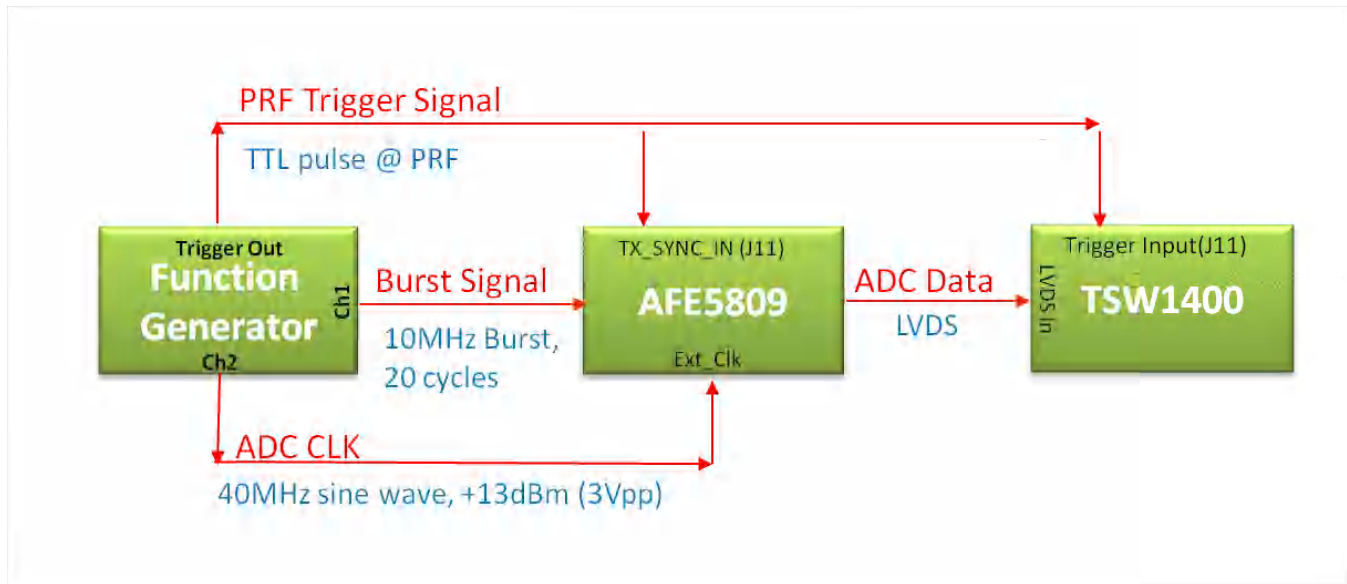 PRF Trigger Signal
TTL pulse @ PRF
Trigger Out
Function
Generator
Ch1
Ch2
Burst Signal
10MHz Burst,
20 cycles
TX_SYNC_IN (J11)
AFE5809
Ext_Clk
ADC Data
LVDS
Trigger Input(J11)
LVDS In
TSW1400
ADC CLK
40MHz sine wave, +13dBm (3Vpp)